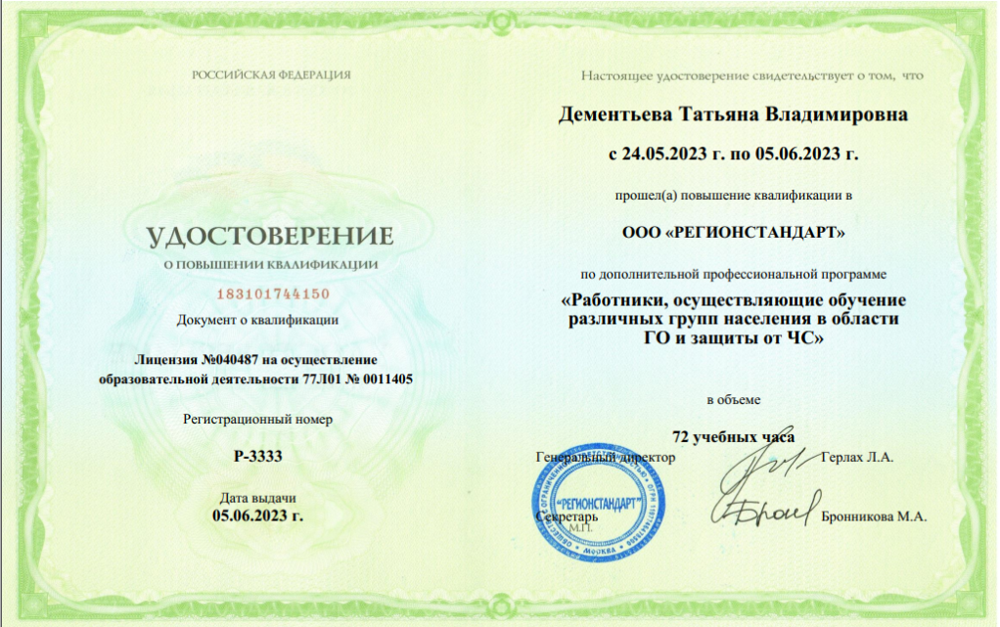 РОССИЙСКАЯ ФЕДЕРАЦИЯ
УДОСТОВЕРЕНИЕ
О ПОВЫШЕНИИ КВАЛИФИКАЦИИ
183101744150
Документ о квалификации
Лицензия №040487 на осуществление
образовательной деятельности 77Л01 № 0011405
Регистрационный номер
Р-3333
Дата выдачи
05.06.2023 г.
Настоящее удостоверение свидетельствует о том, что
Дементьева Татьяна Владимировна
с 24.05.2023 г. по 05.06.2023 г.
прошел(а) повышение квалификации в
ООО «РЕГИОНСТАНДАРТ»
по дополнительной профессиональной программе
«Работники, осуществляющие обучение
различных групп населения в области
ГО и защиты от ЧС»
в объеме
72 учебных часа
Генеральный директор
Герлах Л.А.
"РЕГИОНСТАНДАРТ"
МОСКВА
Секретарь
Бронникова М.А.
М.П.